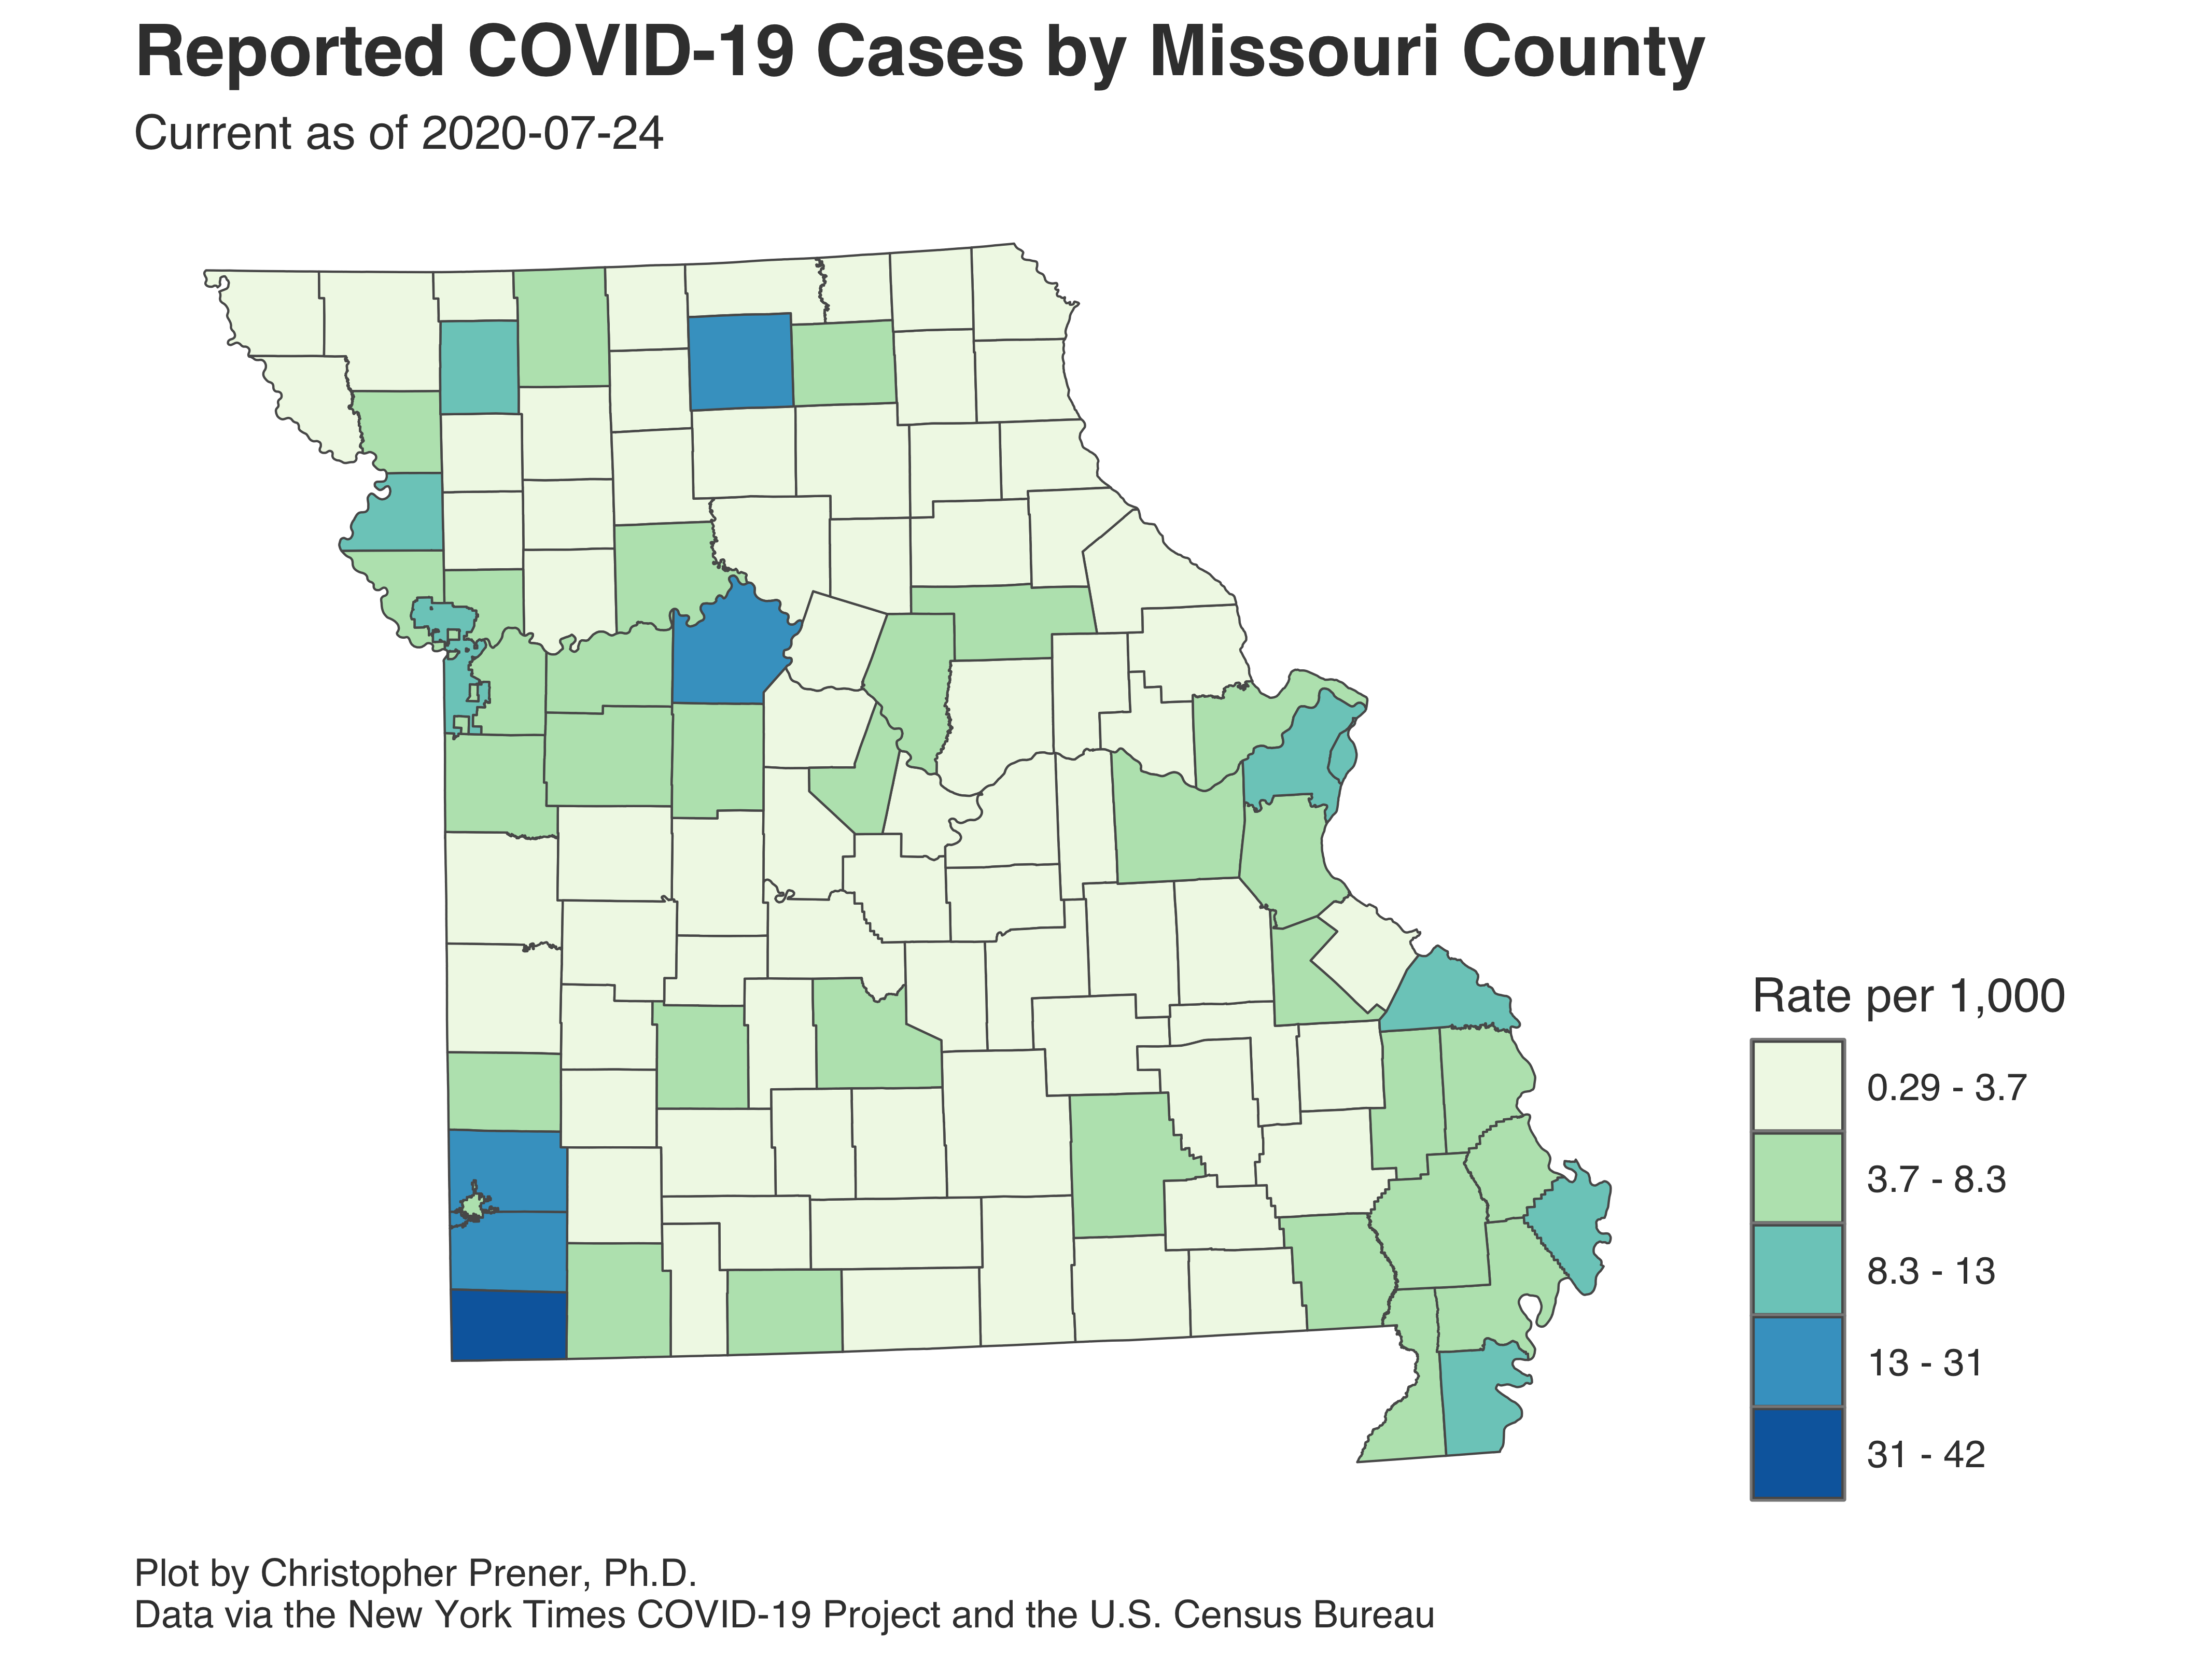 Reported COVID-19 Cases by Missouri County
Current as of 2020-07-24
Rate per 1,000
0.29 - 3.7
3.7 - 8.3
8.3 - 13
13 - 31
31 - 42
Plot by Christopher Prener, Ph.D.
Data via the New York Times COVID-19 Project and the U.S. Census Bureau